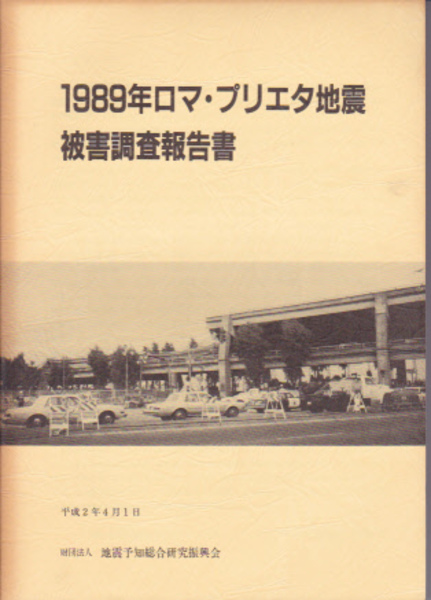 1989年ロマ・プリエタ地震
被害調査報告書
平成2年4月1日
財団法人 地震予知総合研究振興会